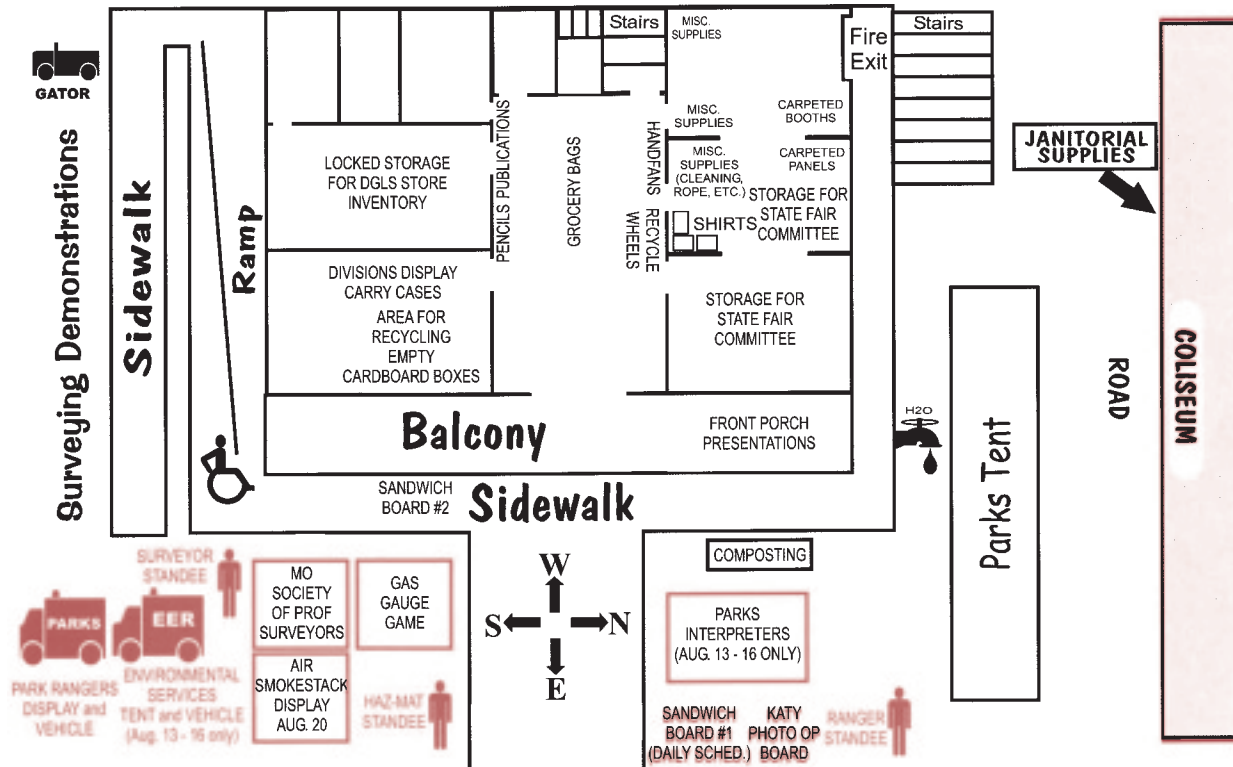 Stairs
MISC.
SUPPLIES
Fire
Exit
Stairs
GATOR
Surveying Demonstrations
Sidewalk
Ramp
LOCKED STORAGE
FOR DGLS STORE
INVENTORY
PENCILS PUBLICATIONS
GROCERY BAGS
HANDFANS
RECYCLE
WHEELS
MISC.
SUPPLIES
CARPETED
BOOTHS
MISC.
SUPPLIES
(CLEANING,
ROPE, ETC.)
CARPETED
PANELS
STORAGE FOR
STATE FAIR
COMMITTEE
SHIRTS
JANITORIAL
SUPPLIES
DIVISIONS DISPLAY
CARRY CASES
AREA FOR
RECYCLING
EMPTY
CARDBOARD BOXES
STORAGE FOR
STATE FAIR
COMMITTEE
Balcony
FRONT PORCH
PRESENTATIONS
H2O
Parks Tent
ROAD
COLISEUM
SANDWICH
BOARD #2
Sidewalk
SURVEYOR
STANDEE
PARKS
EER
PARK RANGERS
DISPLAY and
VEHICLE
ENVIRONMENTAL
SERVICES
TENT and VEHICLE
(Aug. 13 - 16 only)
MO
SOCIETY
OF PROF
SURVEYORS
GAS
GAUGE
GAME
AIR
SMOKESTACK
DISPLAY
AUG. 20
HAZ-MAT
STANDEE
W
S
N
E
COMPOSTING
PARKS
INTERPRETERS
(AUG. 13 - 16 ONLY)
SANDWICH
BOARD #1
(DAILY SCHED.)
KATY
PHOTO OP
BOARD
RANGER
STANDEE